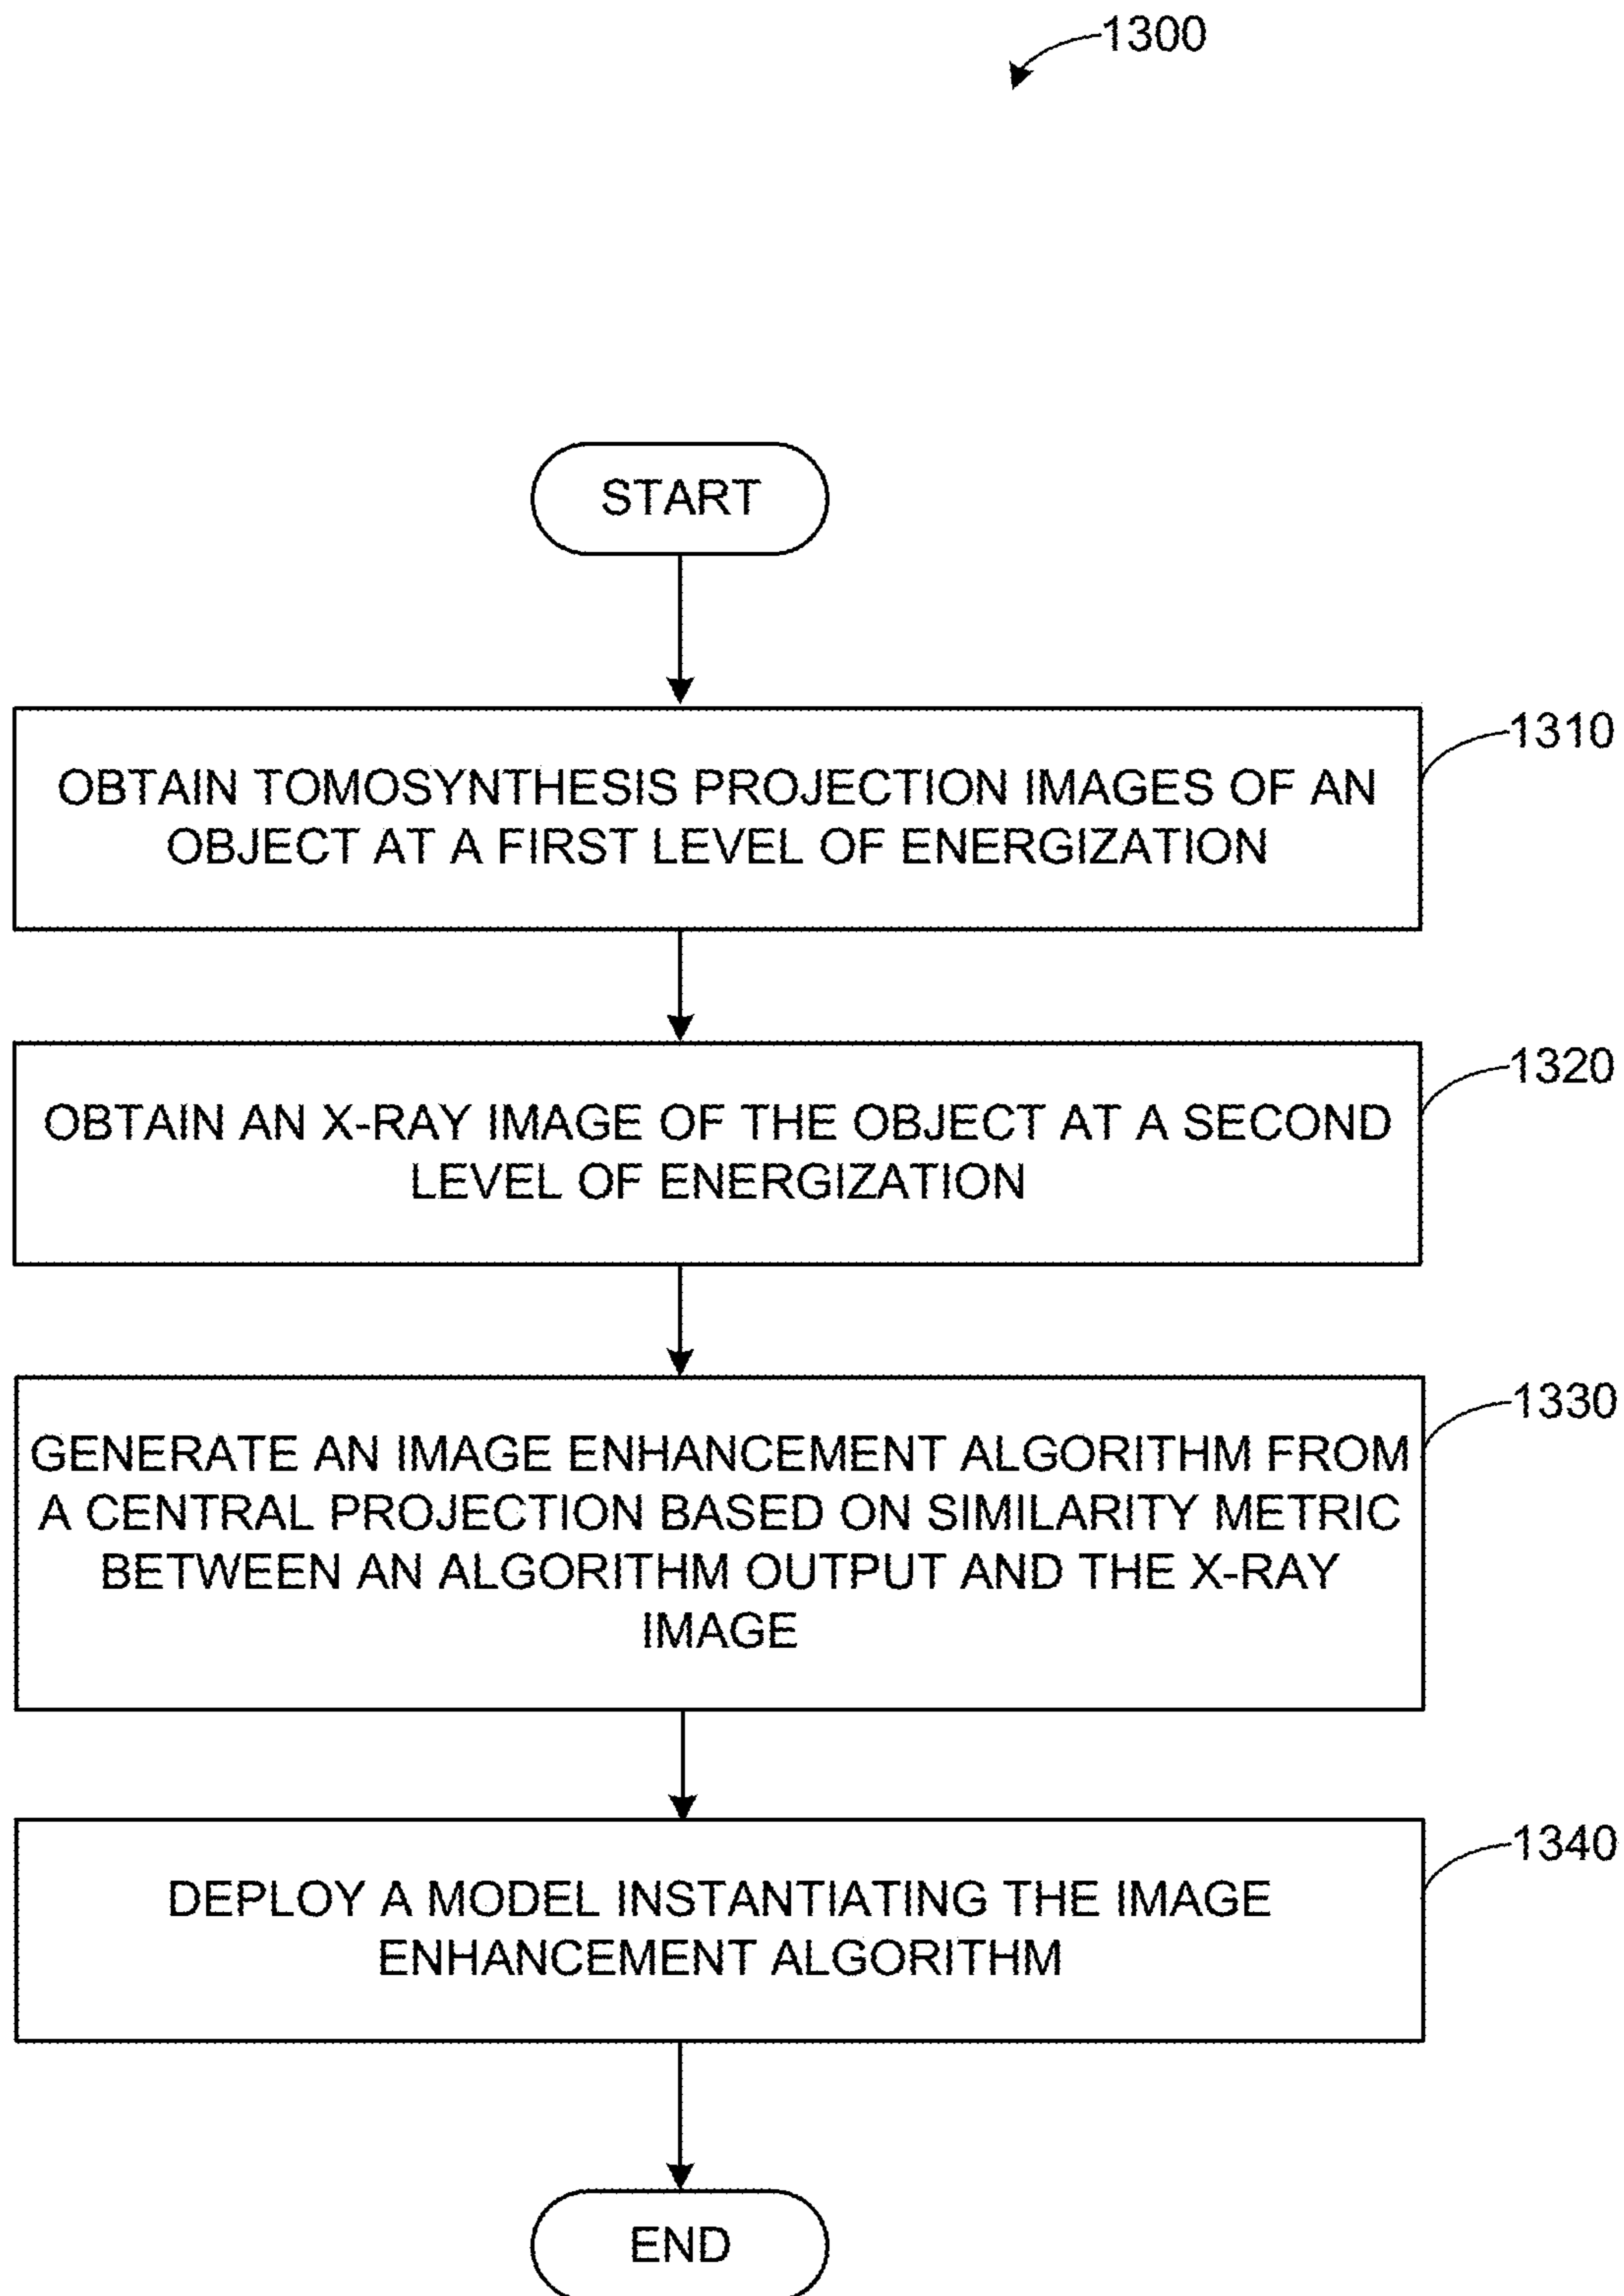 1300
START
1310
OBTAIN TOMOSYNTHESIS PROJECTION IMAGES OF AN
OBJECT AT A FIRST LEVEL OF ENERGIZATION
1320
OBTAIN AN X-RAY IMAGE OF THE OBJECT AT A SECOND
LEVEL OF ENERGIZATION
1330
GENERATE AN IMAGE ENHANCEMENT ALGORITHM FROM
A CENTRAL PROJECTION BASED ON SIMILARITY METRIC
BETWEEN AN ALGORITHM OUTPUT AND THE X-RAY
IMAGE
1340
DEPLOY A MODEL INSTANTIATING THE IMAGE
ENHANCEMENT ALGORITHM
END